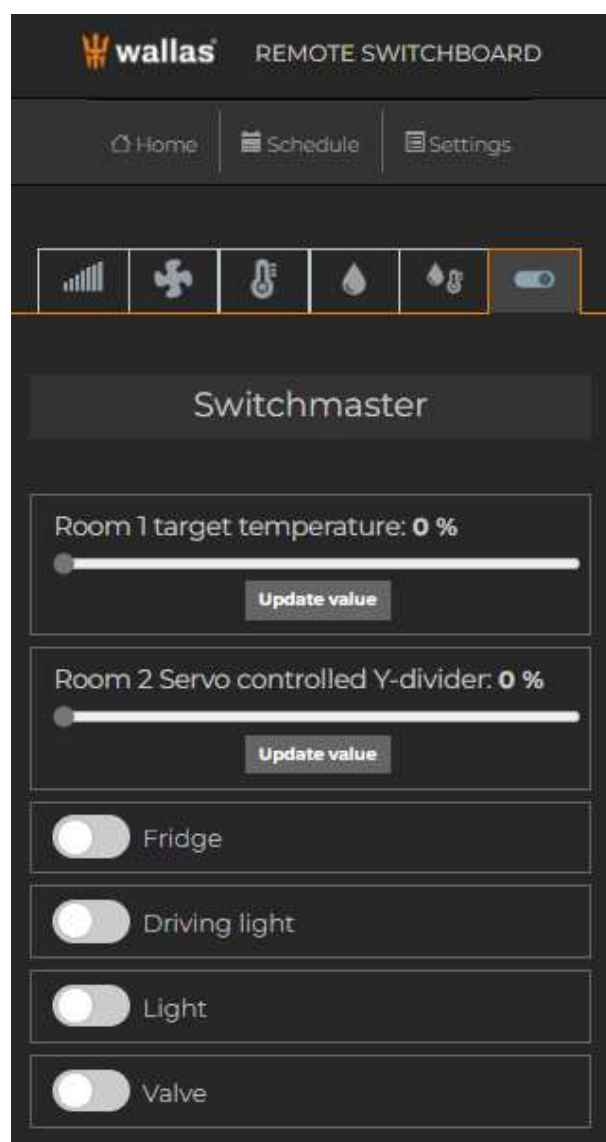 wallas REMOTE SWITCHBOARD
Home Schedule Settings
Switchmaster
Room 1 target temperature: 0 %
Update value
Room 2 Servo controlled Y-divider: 0 %
Update value
Fridge
Driving light
Light
Valve